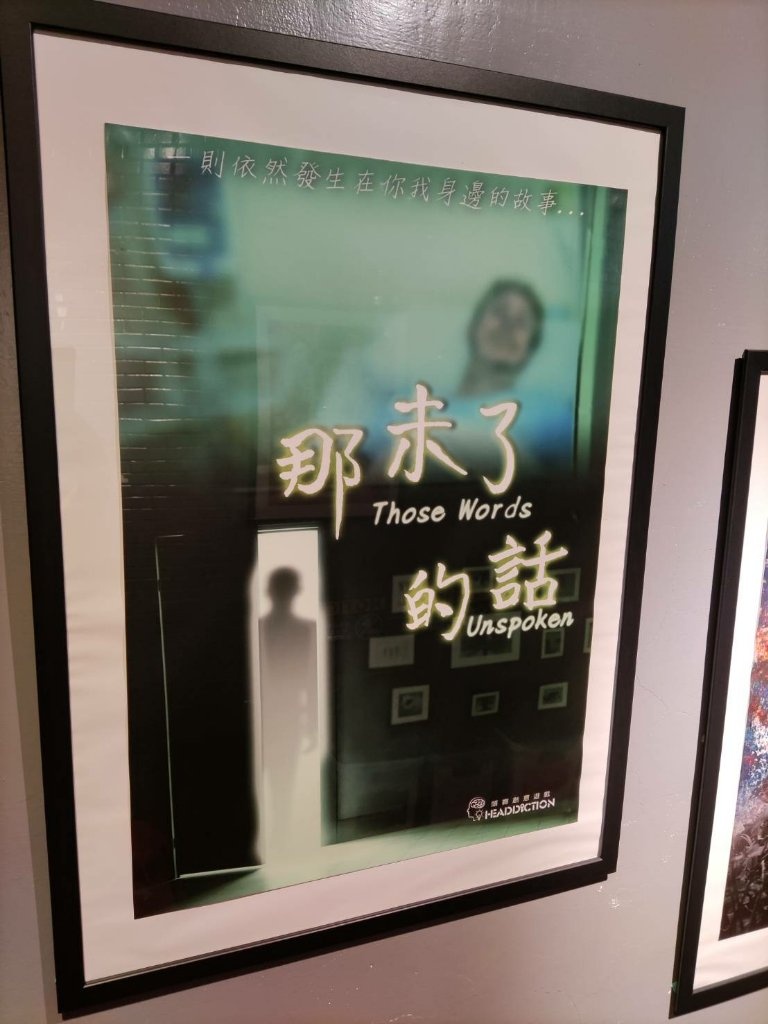 一則依然發生在你我身邊的故事...
那未了
Those Words
的話
Unspoken
HEADDICTION